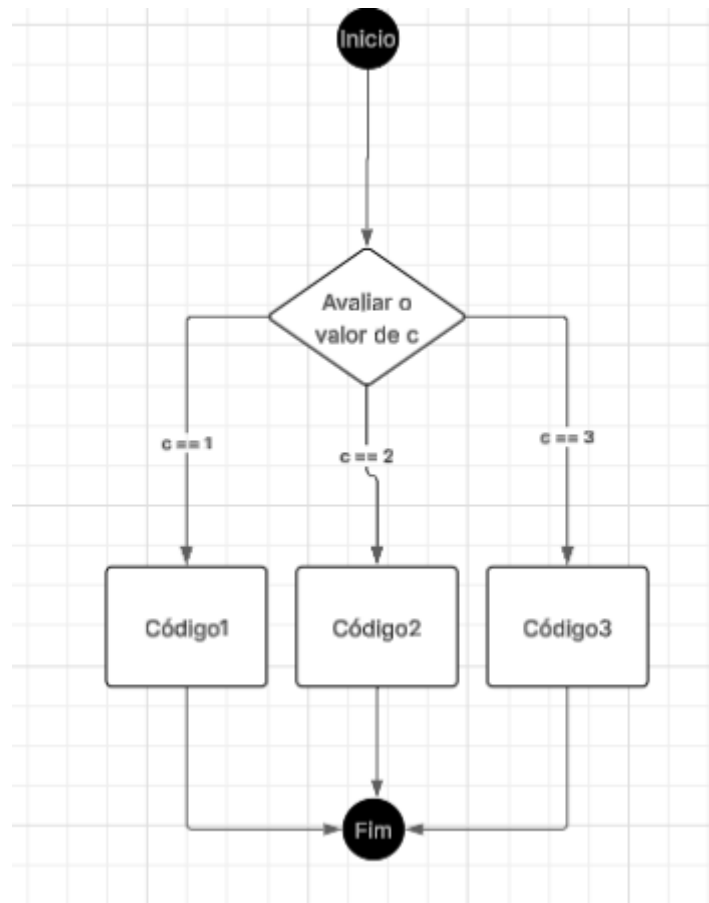 Inicio
Avaliar o
valor de c
c == 1
c == 2
c == 3
Código1
Código2
Código3
Fim